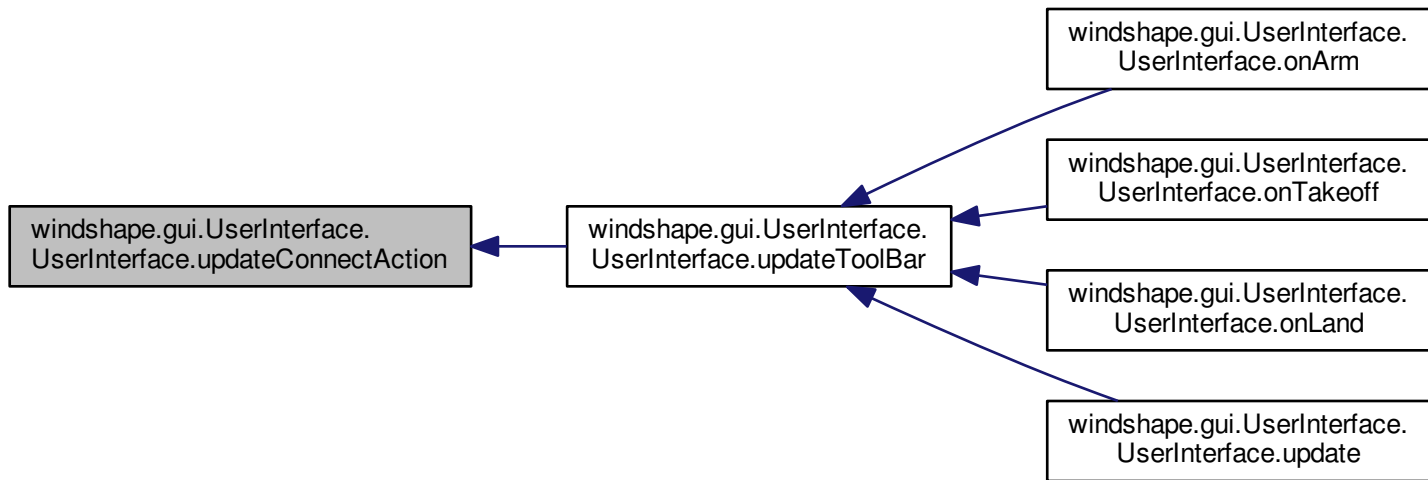 windshape.gui.UserInterface.
UserInterface.updateConnectAction
windshape.gui.UserInterface.
UserInterface.updateToolBar
windshape.gui.UserInterface.
UserInterface.onArm
windshape.gui.UserInterface.
UserInterface.onTakeoff
windshape.gui.UserInterface.
UserInterface.onLand
windshape.gui.UserInterface.
UserInterface.update